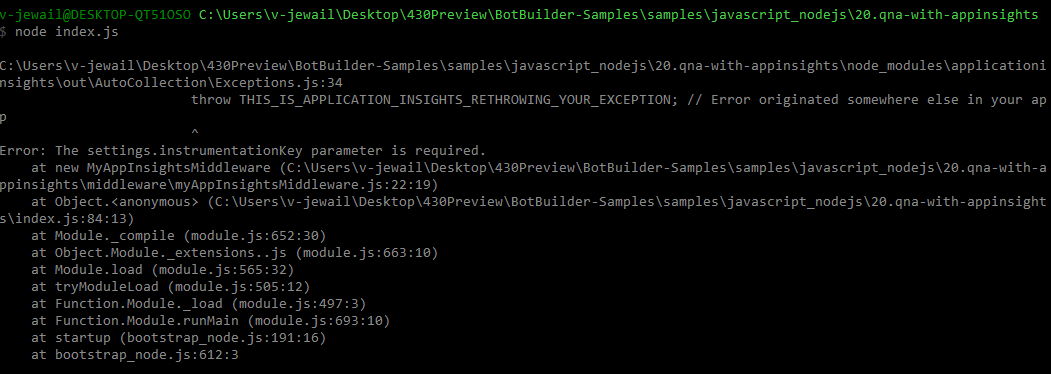 v-jewail@DESKTOP-QT51OSO C:\Users\v-jewail\Desktop\430Preview\BotBuilder-Samples\samples\javascript_nodejs\20.qna-with-appinsights
$ node index.js
C:\Users\v-jewail\Desktop\430Preview\BotBuilder-Samples\samples\javascript_nodejs\20.qna-with-appinsights\node_modules\applicationi
nsights\out\AutoCollection\Exceptions.js:34
throw THIS_IS_APPLICATION_INSIGHTS_RETHROWING_YOUR_EXCEPTION; // Error originated somewhere else in your ap
p
^
Error: The settings.instrumentationKey parameter is required.
at new MyAppInsightsMiddleware (C:\Users\v-jewail\Desktop\430Preview\BotBuilder-Samples\samples\javascript_nodejs\20.qna-with-a
ppinsights\middleware\myAppInsightsMiddleware.js:22:19)
at Object.<anonymous> (C:\Users\v-jewail\Desktop\430Preview\BotBuilder-Samples\samples\javascript_nodejs\20.qna-with-appinsight
s\index.js:84:13)
at Module._compile (module.js:652:30)
at Object.Module._extensions..js (module.js:663:10)
at Module.load (module.js:565:32)
at tryModuleLoad (module.js:505:12)
at Function.Module._load (module.js:497:3)
at Function.Module.runMain (module.js:693:10)
at startup (bootstrap_node.js:191:16)
at bootstrap_node.js:612:3